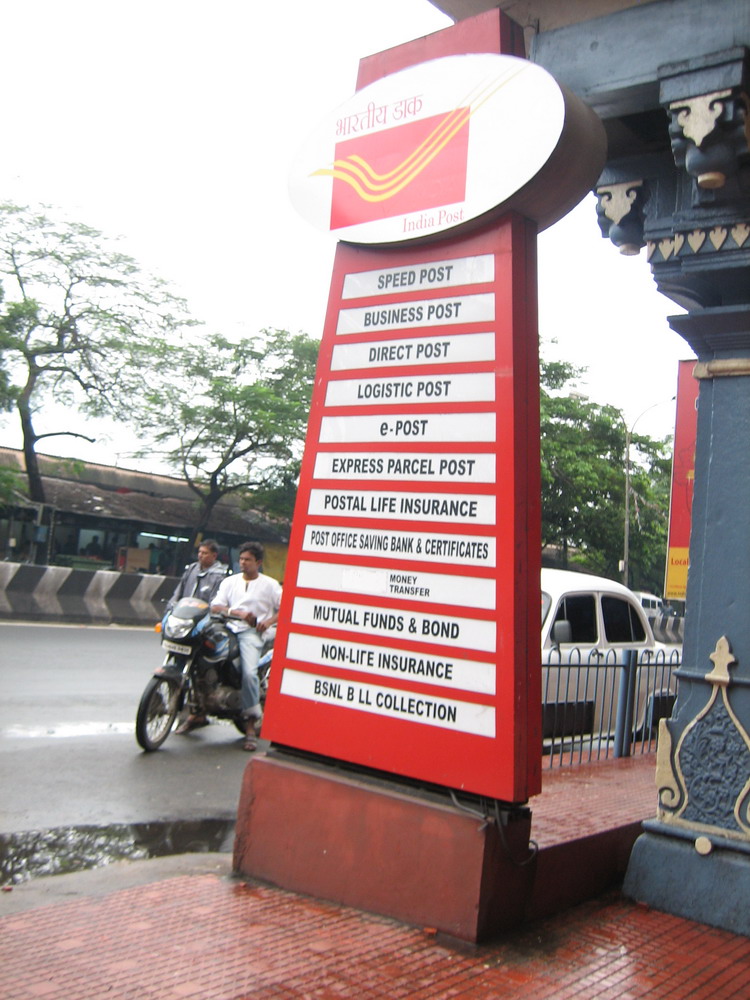 भारतीय डाक
India Post
SPEED POST
BUSINESS POST
DIRECT POST
LOGISTIC POST
e-POST
EXPRESS PARCEL POST
POSTAL LIFE INSURANCE
POST OFFICE SAVING BANK & CERTIFICATES
MONEY
TRANSFER
MUTUAL FUNDS & BOND
NON-LIFE INSURANCE
BSNL B LL COLLECTION
Local